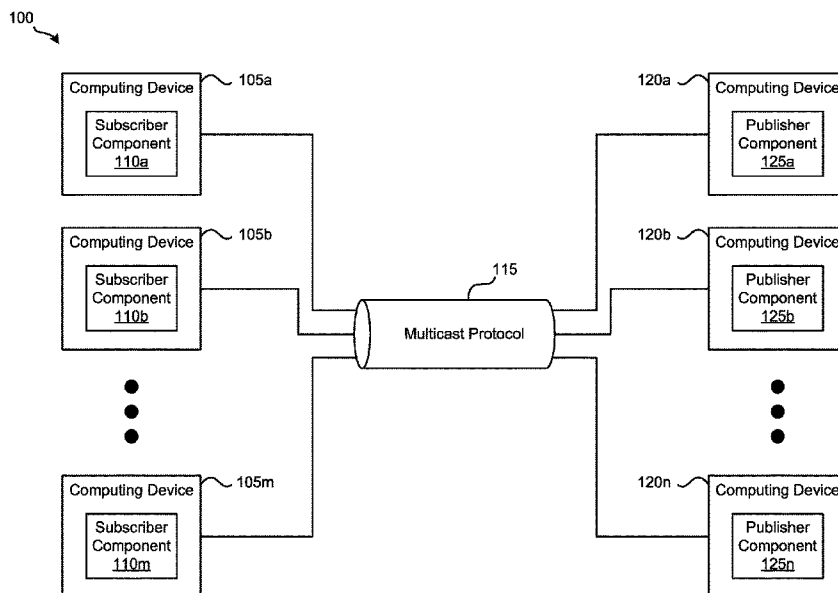 100
105a
Computing Device
Subscriber
Component
110a
120a
Computing Device
Publisher
Component
125a
105b
Computing Device
Subscriber
Component
110b
120b
Computing Device
Publisher
Component
125b
115
Multicast Protocol
105m
Computing Device
Subscriber
Component
110m
120n
Computing Device
Publisher
Component
125n